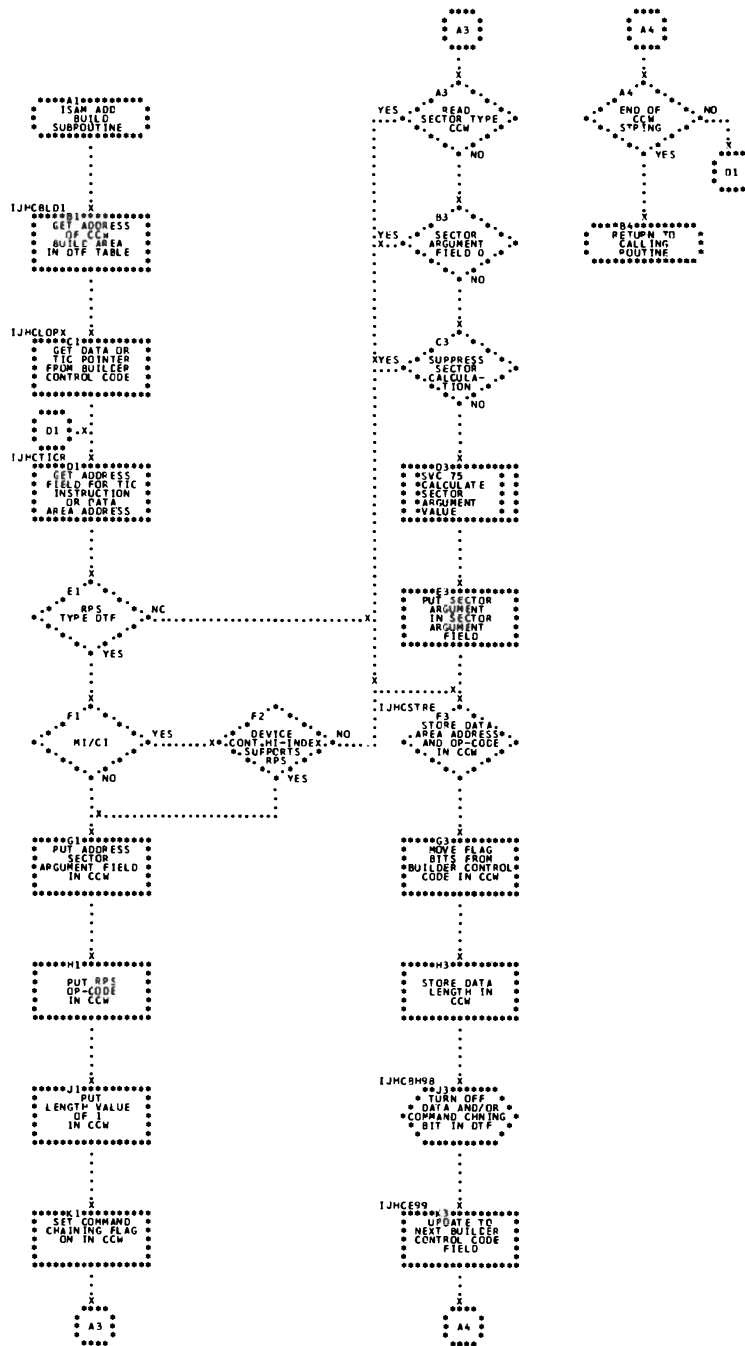 A1
ISAM ADD
BUILD
SUBROUTINE
IJHCBLD1
B1
GET ADDRESS
OF CCW
BUILD AREA
IN DTF TABLE
IJHCLOPX
C1
GET DATA OR
TIC POINTER
FROM BUILDER
CONTROL CODE
D1
IJHCTICR
D1
GET ADDRESS
FIELD FOR TIC
INSTRUCTION
OR DATA
AREA ADDRESS
E1
RPS
TYPE DTF
NC
YES
F1
MI/CI
YES
NO
F2
DEVICE
CONT.HI-INDEX
SUPPORTS
RPS
NO
YES
G1
PUT ADDRESS
SECTOR
ARGUMENT FIELD
IN CCW
H1
PUT RPS
OP-CODE
IN CCW
J1
PUT
LENGTH VALUE
OF 1
IN CCW
K1
SET COMMAND
CHAINING FLAG
ON IN CCW
A3
A3
A3
READ
SECTOR TYPE
CCW
YES
NO
B3
SECTOR
ARGUMENT
FIELD 0
YES
NO
C3
SUPPRESS
SECTOR
CALCULA-
TION
YES
NO
D3
SVC 75
CALCULATE
SECTOR
ARGUMENT
VALUE
E3
PUT SECTOR
ARGUMENT
IN SECTOR
ARGUMENT
FIELD
IJHCSTRE
F3
STORE DATA
AREA ADDRESS
AND OP-CODE
IN CCW
G3
MOVE FLAG
BITS FROM
BUILDER CONTROL
CODE IN CCW
H3
STORE DATA
LENGTH IN
CCW
IJHCBH98
J3
TURN OFF
DATA AND/OR
COMMAND CHNING
BIT IN DTF
IJHCE99
K3
UPDATE TO
NEXT BUILDER
CONTROL CODE
FIELD
A4
A4
A4
END OF
CCW
STPING
NO
YES
D1
B4
RETURN TO
CALLING
ROUTINE